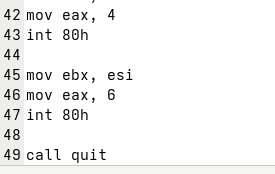 42 mov eax, 4
43 int 80h
44
45 mov ebx, esi
46 mov eax, 6
47 int 80h
48
49 call quit